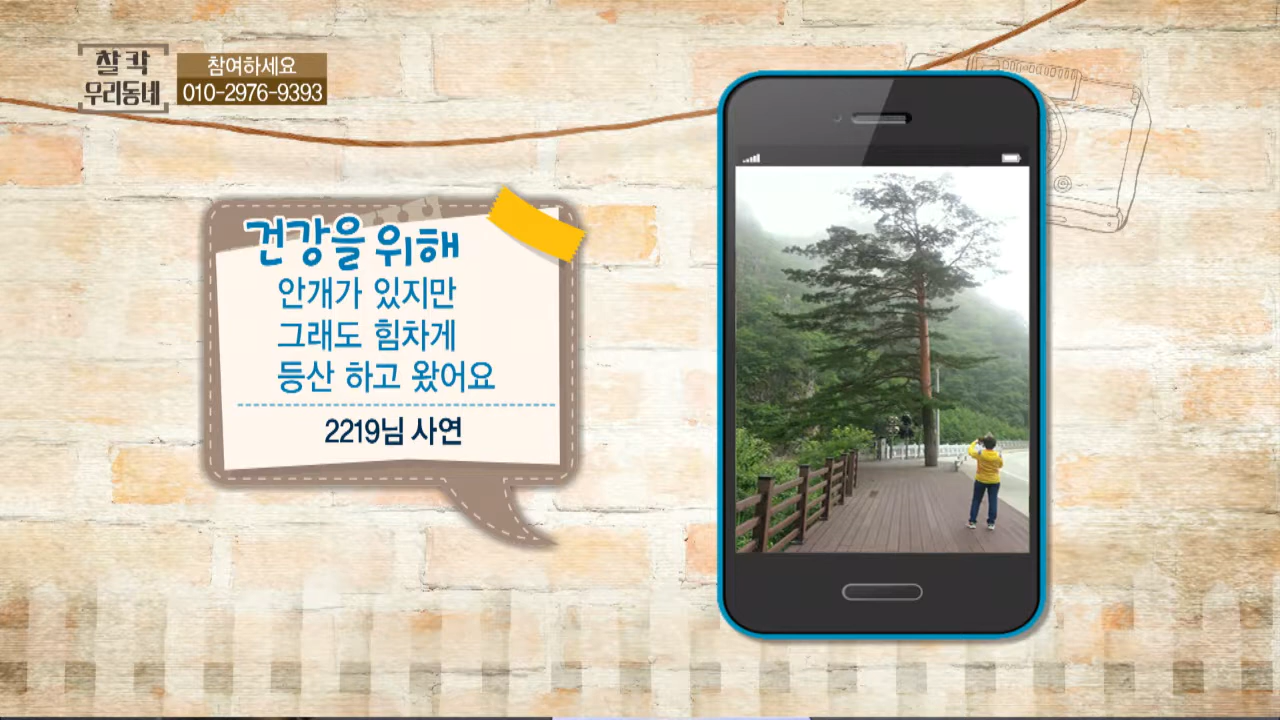 찰칵
우리동네
참여하세요
010-2976-9393
건강을 위해
안개가 있지만
그래도 힘차게
등산 하고 왔어요
2219님 사연